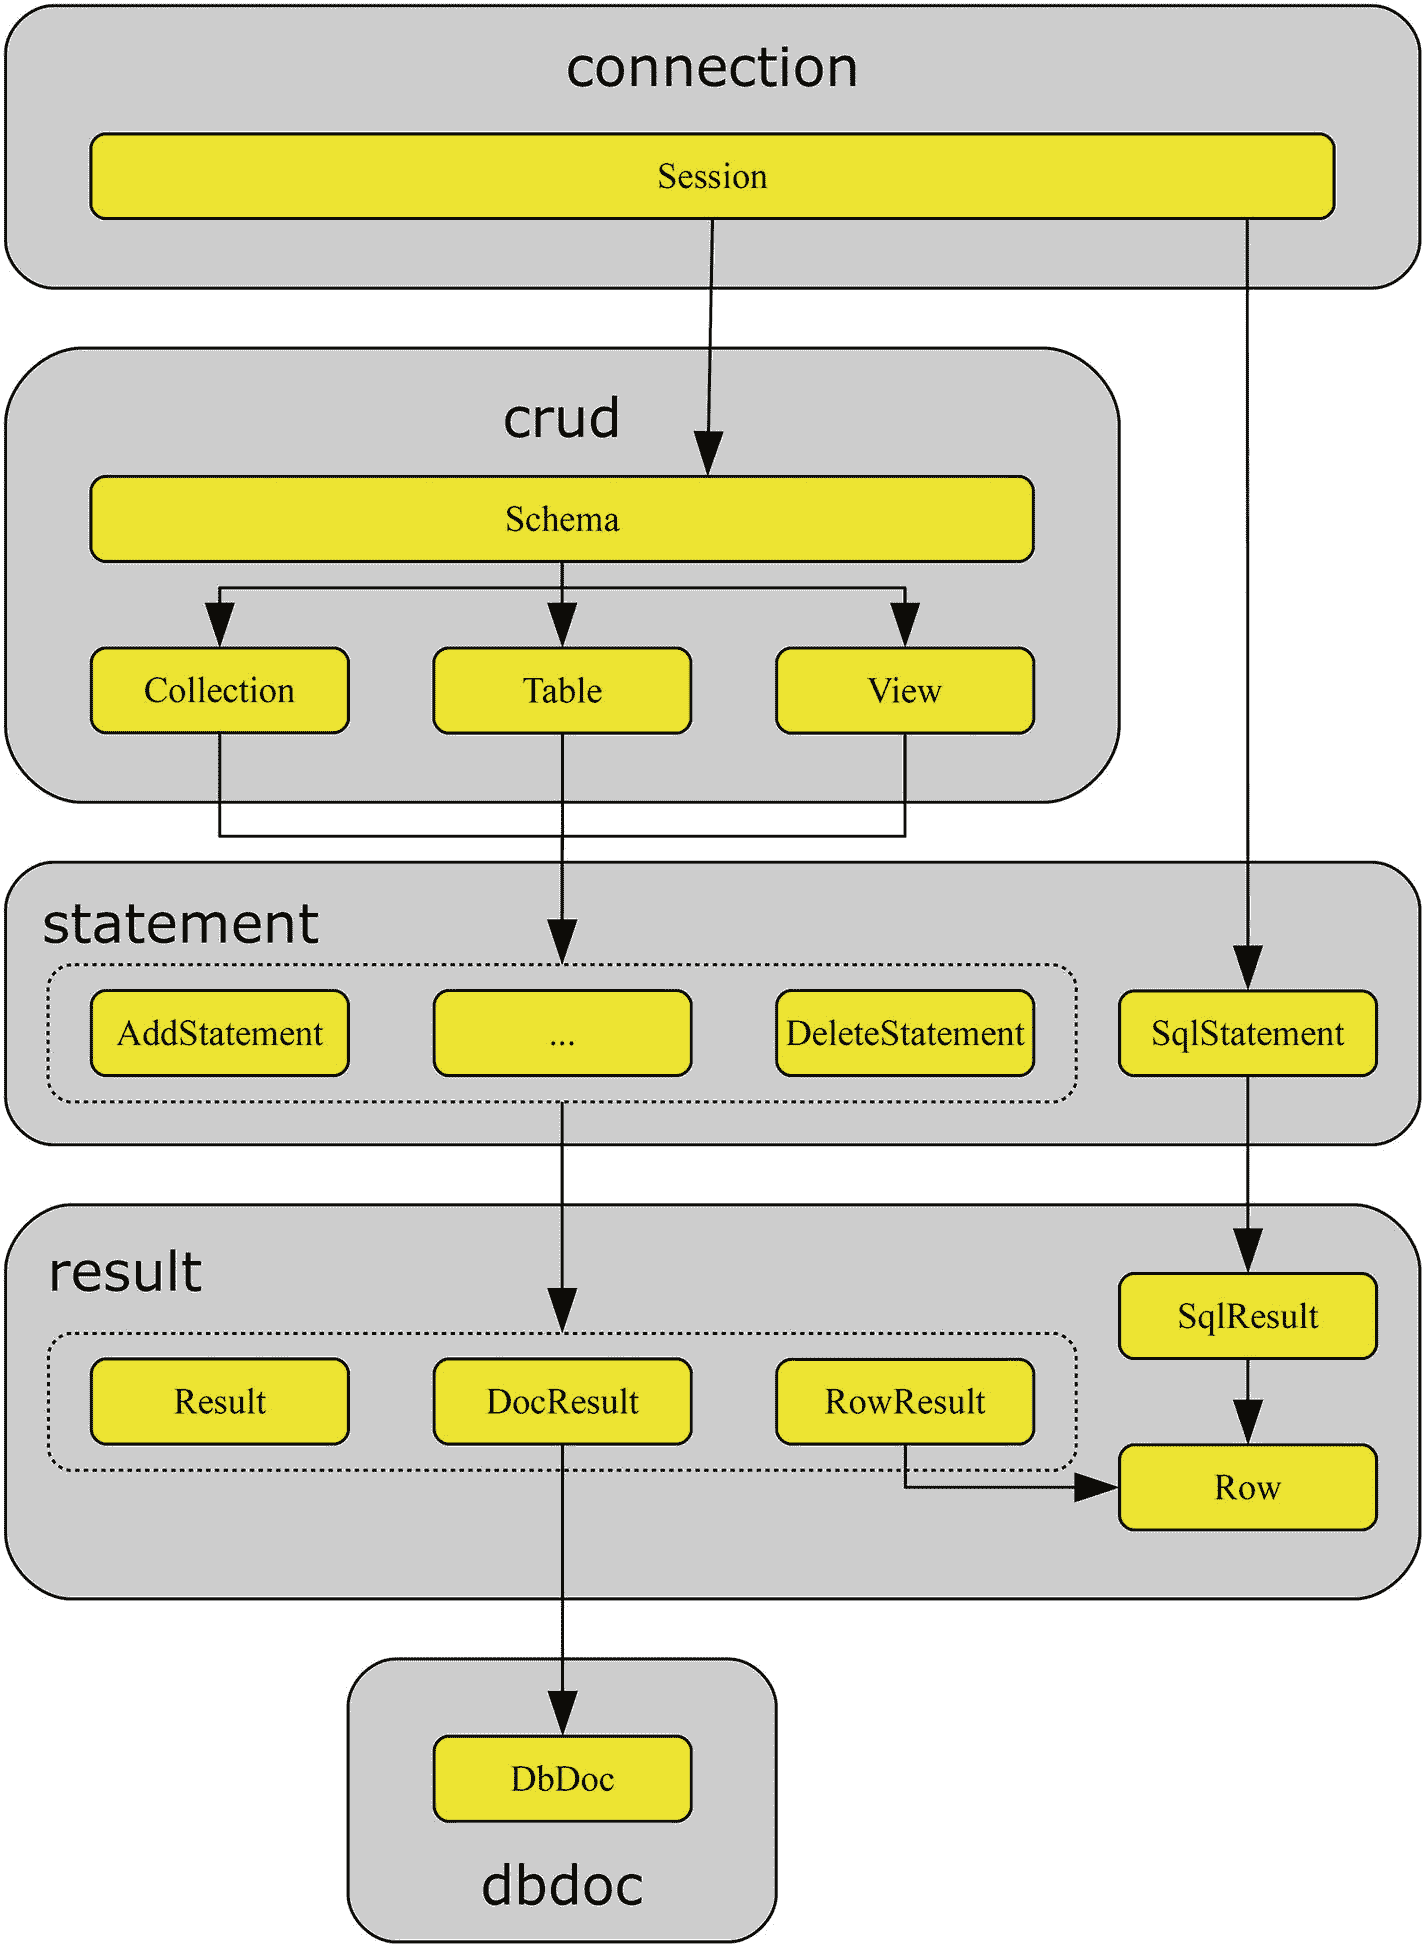 connection
Session
crud
Schema
Collection
Table
View
statement
AddStatement
...
DeleteStatement
SqlStatement
result
SqlResult
Result
DocResult
RowResult
Row
DbDoc
dbdoc